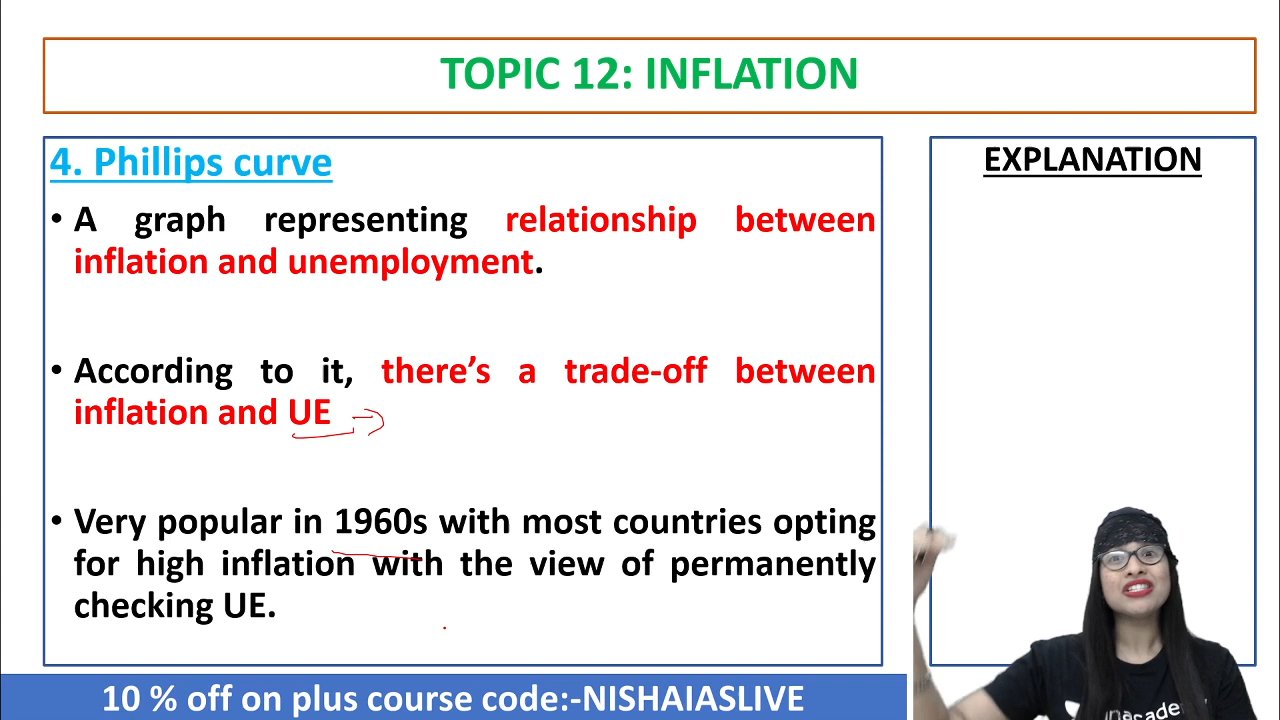 TOPIC 12: INFLATION
4. Phillips curve
• A graph representing relationship between
inflation and unemployment.
• According to it, there’s a trade-off between
inflation and UE
• Very popular in 1960s with most countries opting
for high inflation with the view of permanently
checking UE.
EXPLANATION
10 % off on plus course code:-NISHAIASLIVE